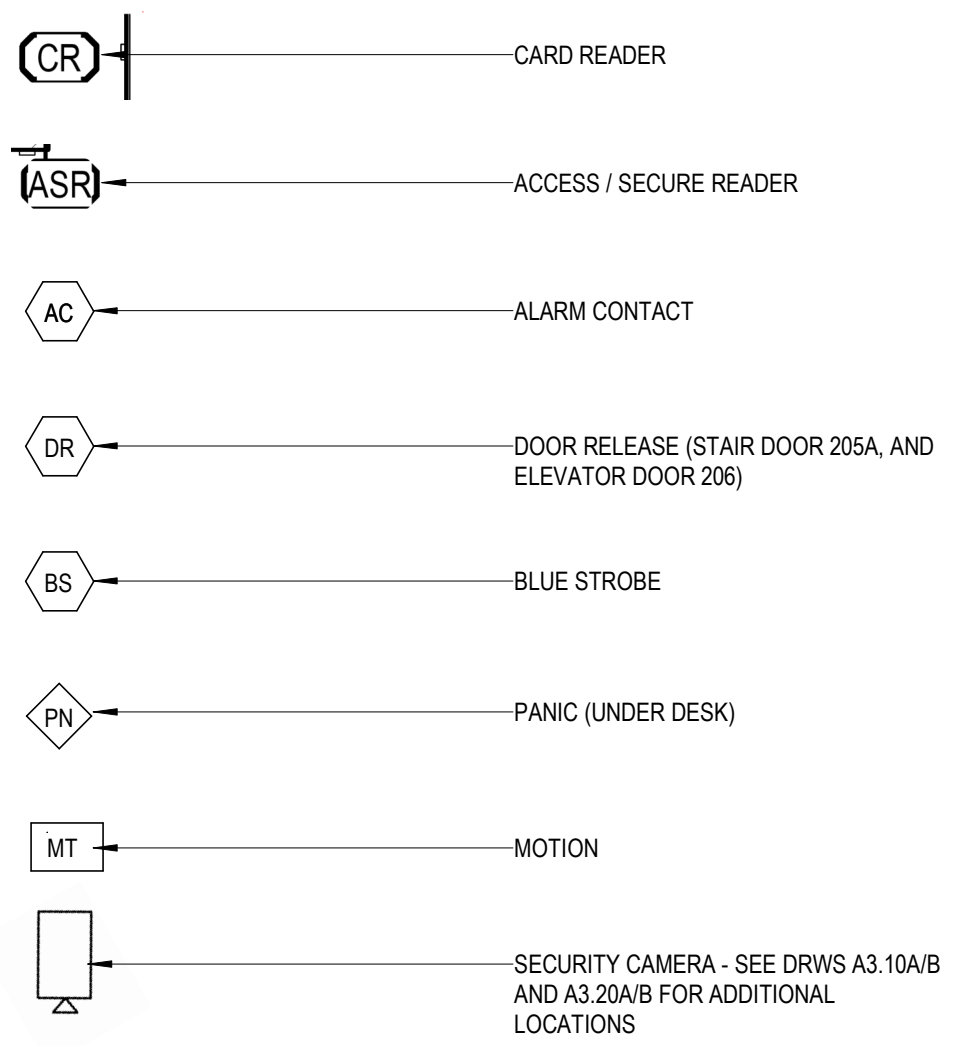 CR CARD READER
ASR ACCESS / SECURE READER
AC ALARM CONTACT
DR DOOR RELEASE (STAIR DOOR 205A, AND
ELEVATOR DOOR 206)
BS BLUE STROBE
PN PANIC (UNDER DESK)
MT MOTION
SECURITY CAMERA - SEE DRWS A3.10A/B
AND A3.20A/B FOR ADDITIONAL
LOCATIONS